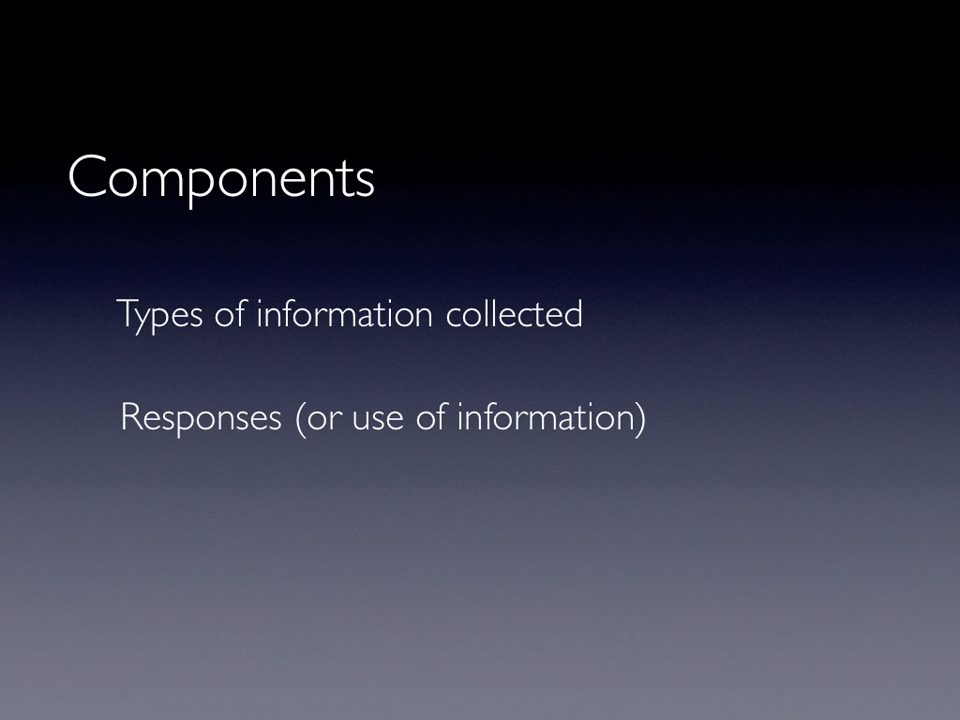 Components
Types of information collected
Responses (or use of information)